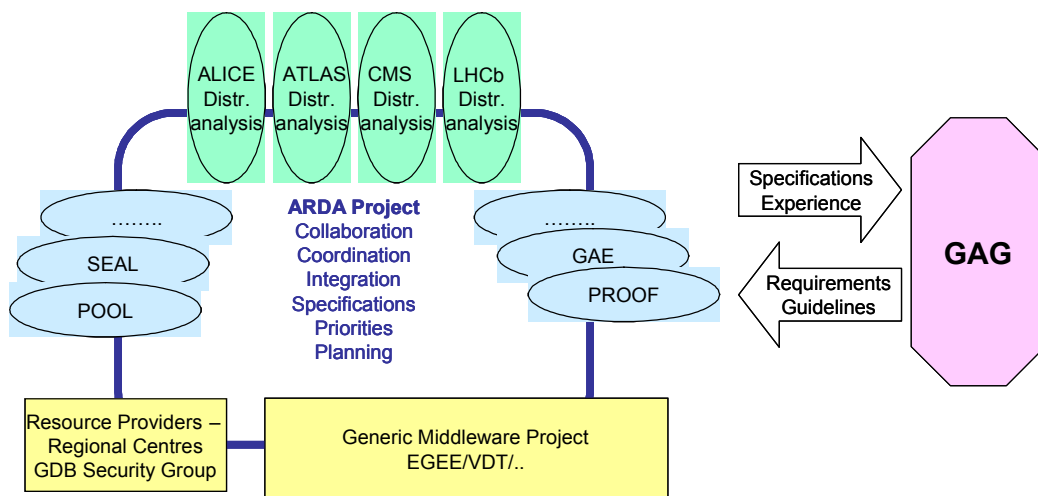 ALICE
Distr.
analysis
ATLAS
Distr.
analysis
CMS
Distr.
analysis
LHCb
Distr.
analysis
........
SEAL
POOL
ARDA Project
Collaboration
Coordination
Integration
Specifications
Priorities
Planning
........
GAE
PROOF
Specifications
Experience
Requirements
Guidelines
GAG
Resource Providers –
Regional Centres
GDB Security Group
Generic Middleware Project
EGEE/VDT/..